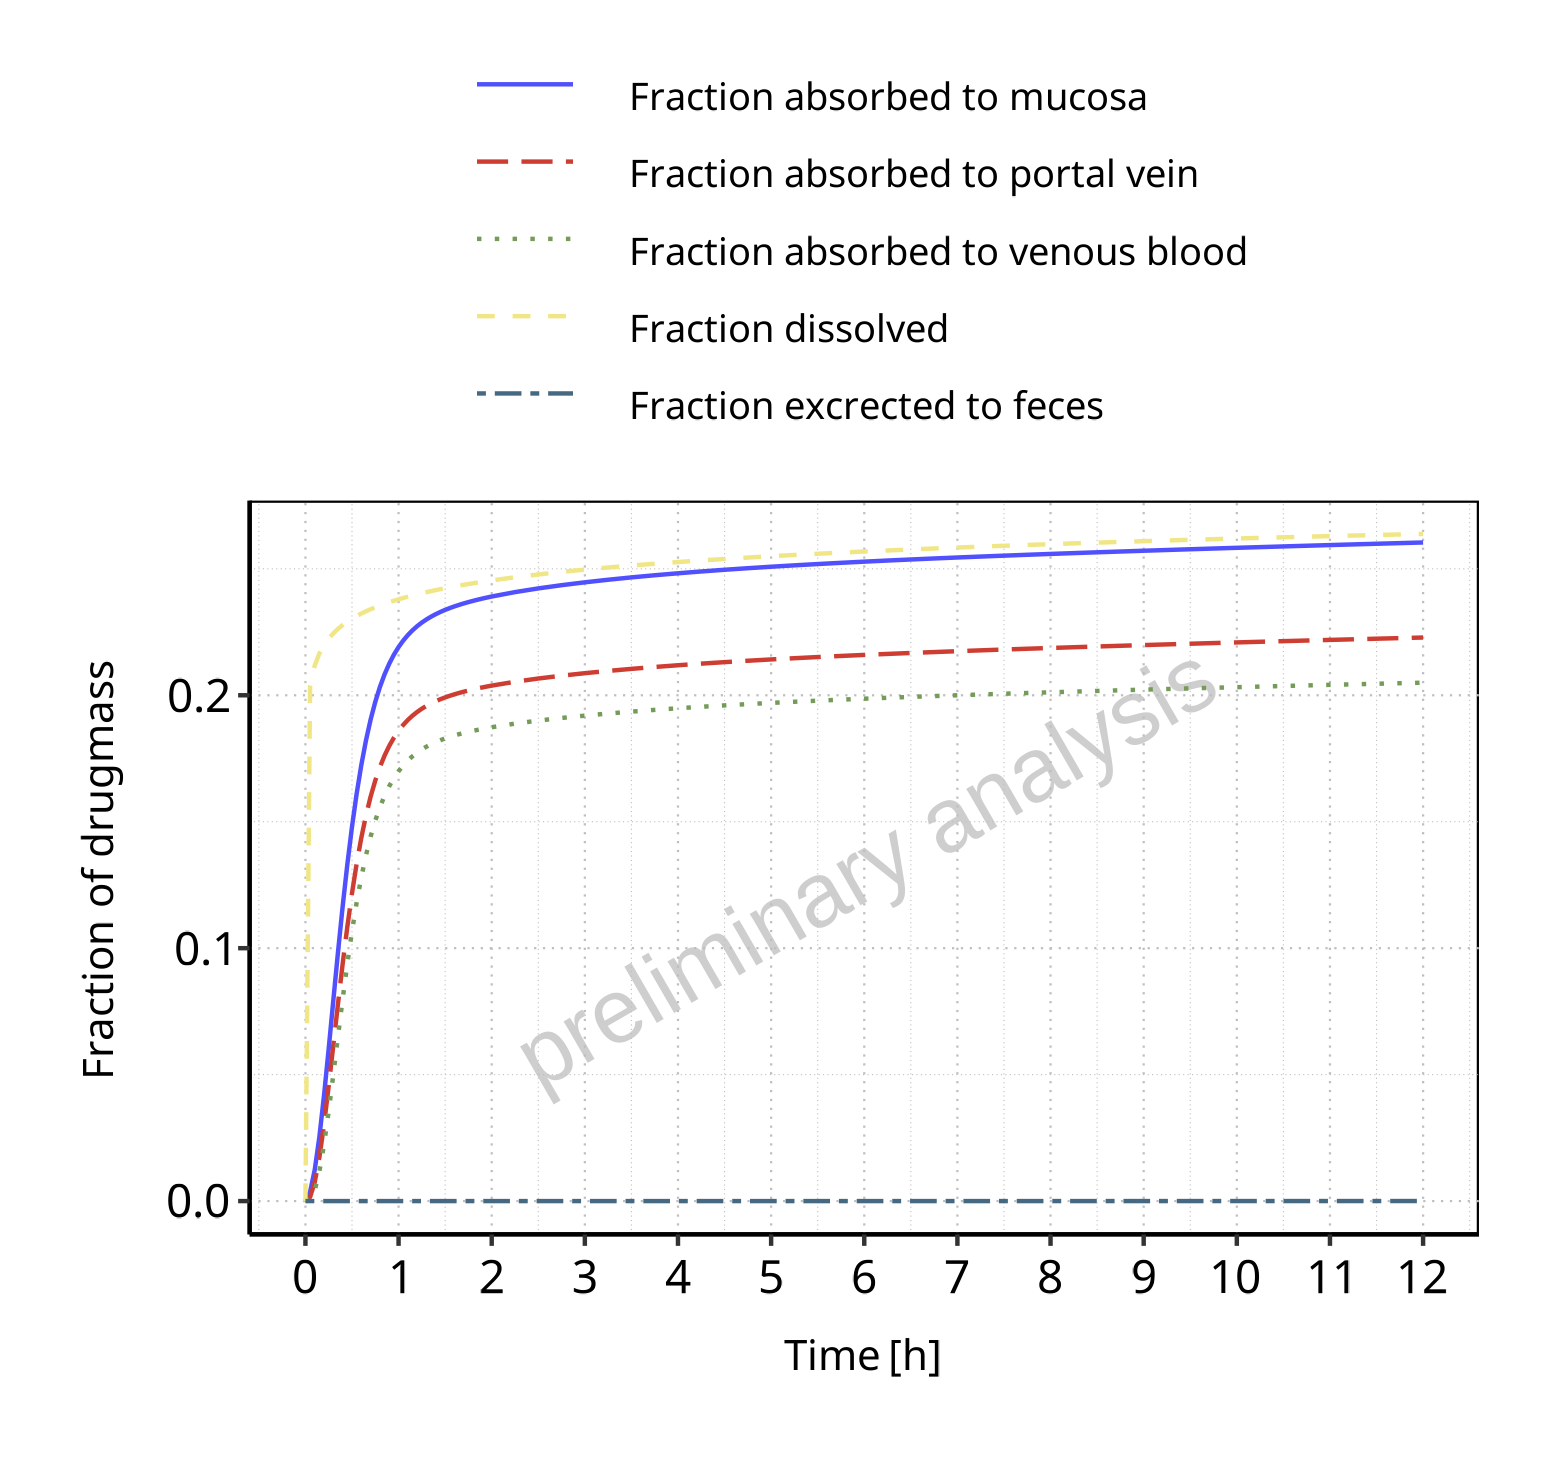 Fraction absorbed to mucosa
Fraction absorbed to portal vein
Fraction absorbed to venous blood
Fraction dissolved
Fraction excrected to feces
Fraction of drugmass
0.2
0.1
0.0
preliminary analysis
0 1 2 3 4 5 6 7 8 9 10 11 12
Time [h]